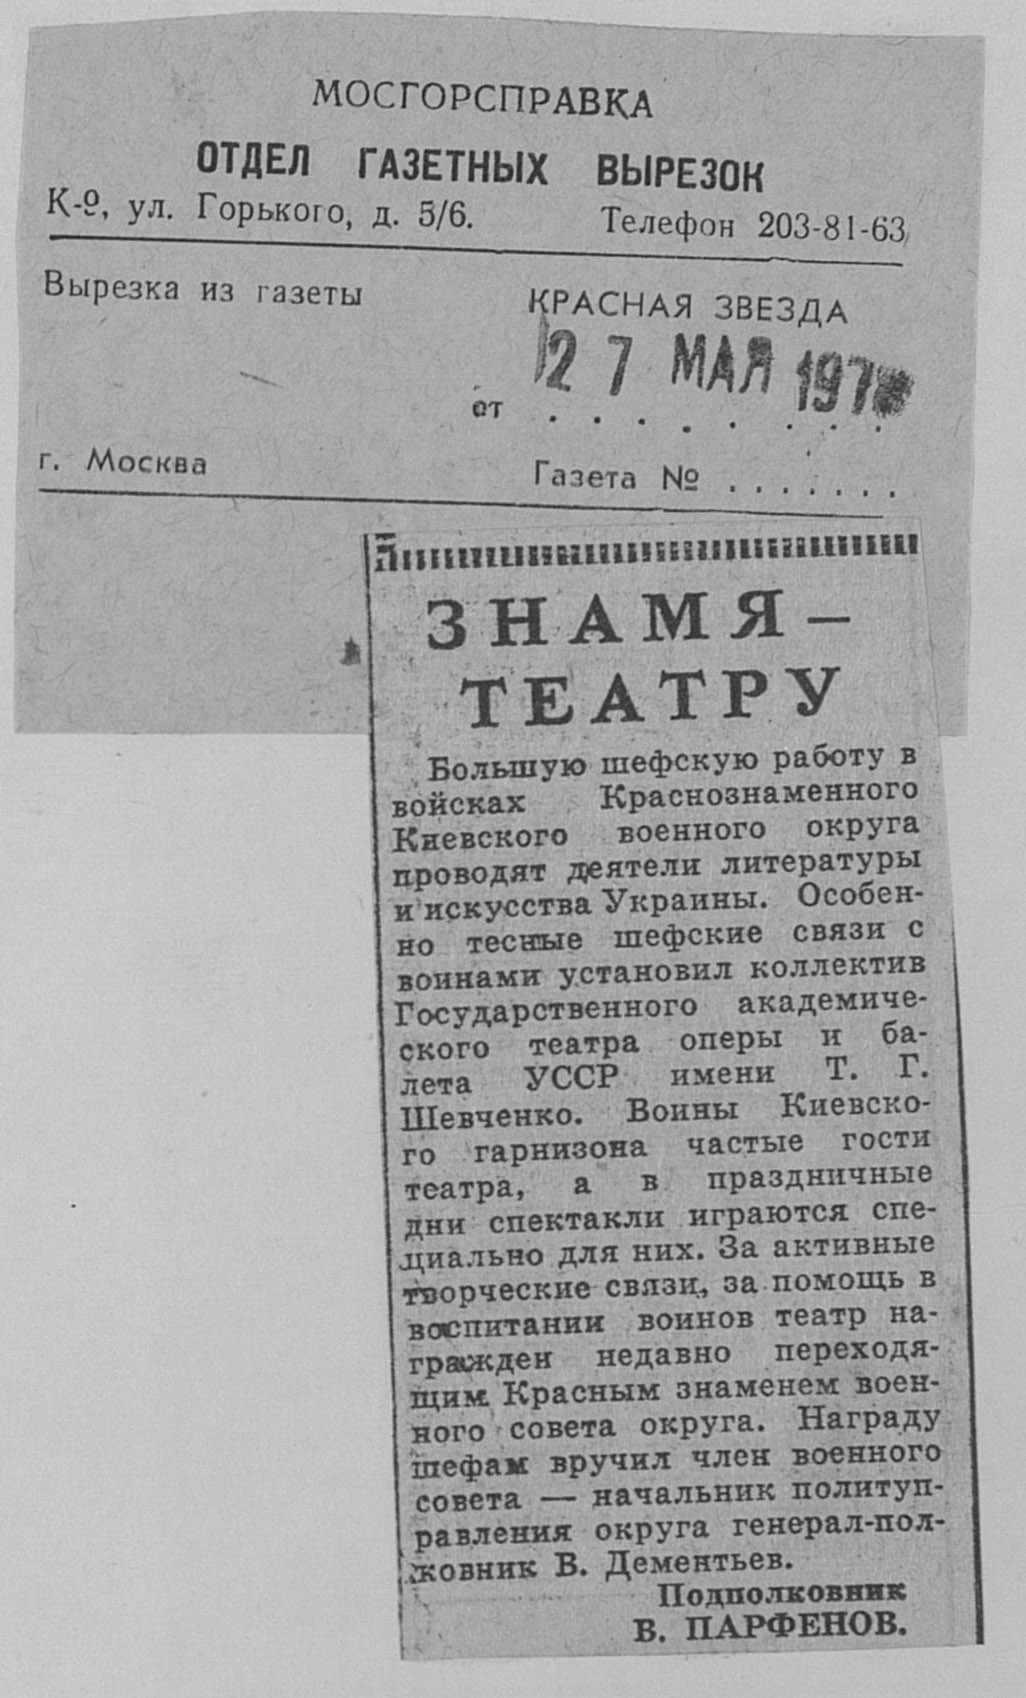 МОСГОРСПРАВКА
ОТДЕЛ ГАЗЕТНЫХ ВЫРЕЗОК
К-9, ул. Горького, д. 5/6. Телефон 203-81-63
Вырезка из газеты
КРАСНАЯ ЗВЕЗДА
27 МАЯ 197
от . . . . . . . .
г. Москва
Газета № . . . . . . .
ЗНАМЯ —
ТЕАТРУ
Большую шефскую работу в
войсках Краснознаменного
Киевского военного округа
проводят деятели литературы
и искусства Украины. Особен-
но тесные шефские связи с
воинами установил коллектив
Государственного академиче-
ского театра оперы и ба-
лета УССР имени Т. Г.
Шевченко. Воины Киевско-
го гарнизона частые гости
театра, а в праздничные
дни спектакли играются спе-
циально для них. За активные
творческие связи, за помощь в
воспитании воинов театр на-
гражден недавно переходя-
щим Красным знаменем воен-
ного совета округа. Награду
шефам вручил член военного
совета — начальник политуп-
равления округа генерал-пол-
ковник В. Дементьев.
Подполковник
В. ПАРФЕНОВ.